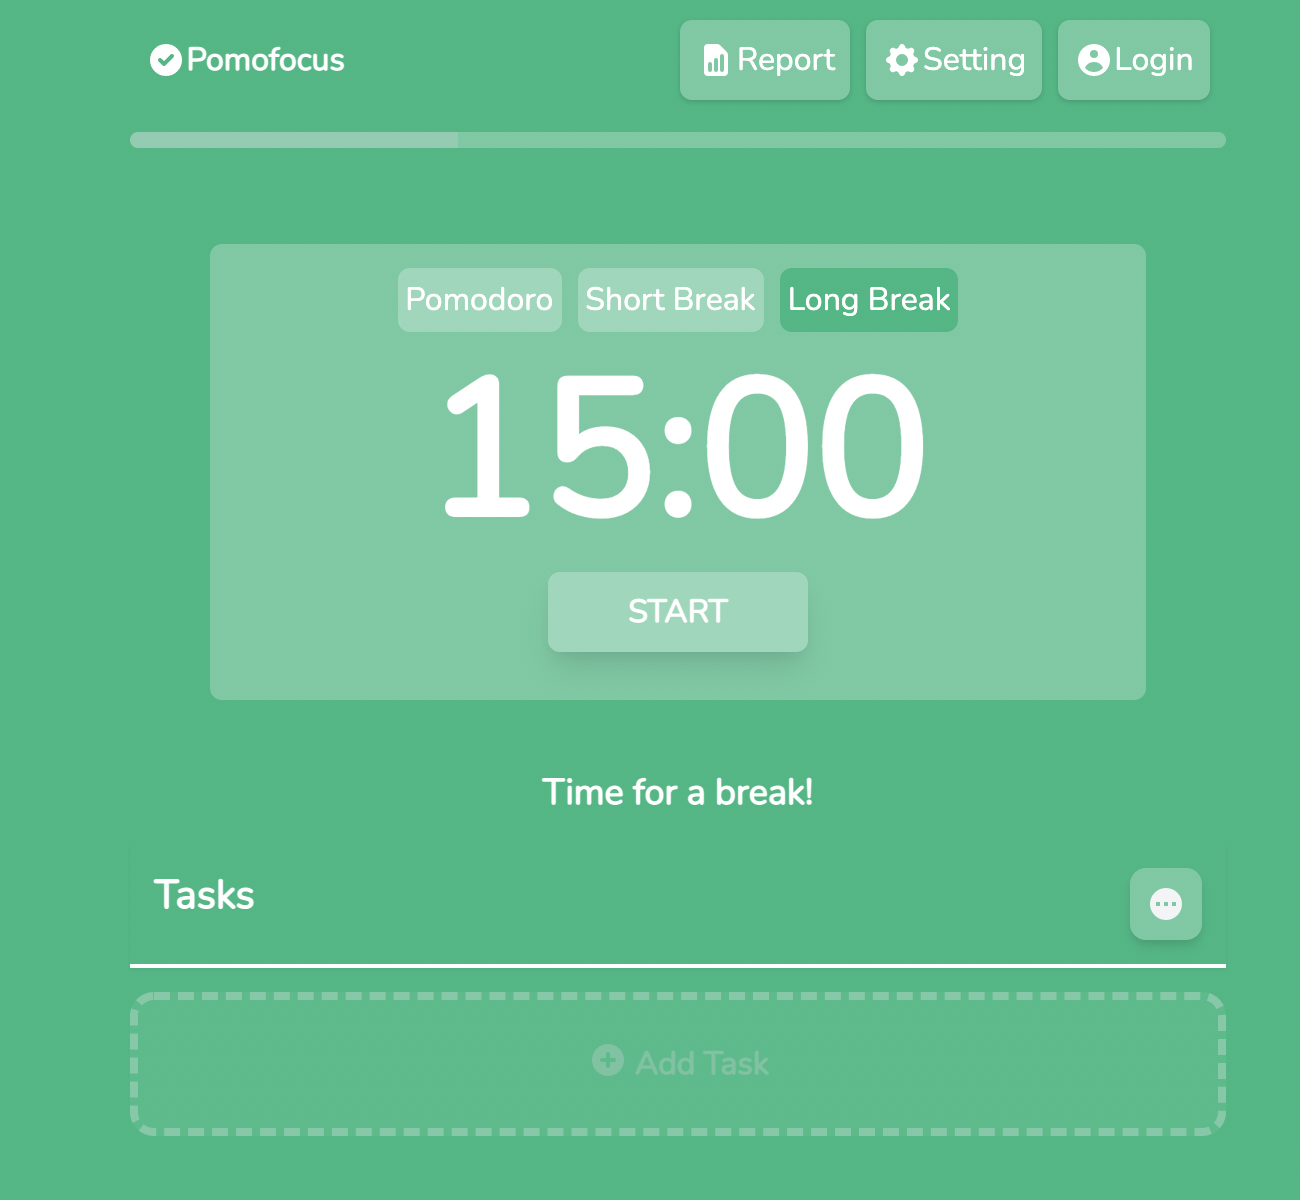 Pomofocus Report Setting Login
Pomodoro Short Break Long Break
15:00
START
Time for a break!
Tasks
Add Task